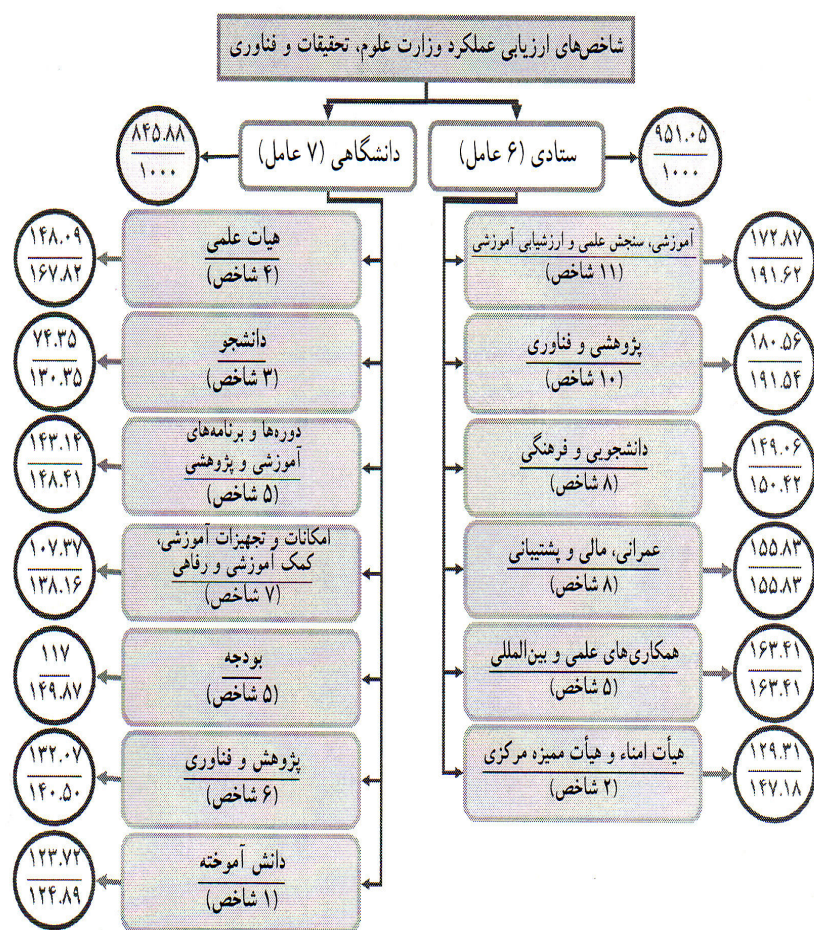 شاخص‌های ارزیابی عملکرد وزارت علوم، تحقیقات و فناوری
ستادی (۶ عامل)
۹۵۱.۰۵
۱۰۰۰
آموزشی، سنجش علمی و ارزشیابی آموزشی
(۱۱ شاخص)
۱۷۲.۸۷
۱۹۱.۶۲
پژوهشی و فناوری
(۱۰ شاخص)
۱۸۰.۵۶
۱۹۱.۵۴
دانشجویی و فرهنگی
(۸ شاخص)
۱۴۹.۰۶
۱۵۰.۴۲
عمرانی، مالی و پشتیبانی
(۸ شاخص)
۱۵۵.۸۳
۱۵۵.۸۳
همکاری‌های علمی و بین‌المللی
(۵ شاخص)
۱۶۳.۴۱
۱۶۳.۴۱
هیأت امناء و هیأت ممیزه مرکزی
(۲ شاخص)
۱۲۹.۳۱
۱۴۷.۱۸
دانشگاهی (۷ عامل)
۸۴۵.۸۸
۱۰۰۰
هیات علمی
(۴ شاخص)
۱۴۸.۰۹
۱۶۷.۸۲
دانشجو
(۳ شاخص)
۷۴.۳۵
۱۳۰.۳۵
دوره‌ها و برنامه‌های
آموزشی و پژوهشی
(۵ شاخص)
۱۴۳.۱۴
۱۴۸.۴۱
امکانات و تجهیزات آموزشی،
کمک آموزشی و رفاهی
(۷ شاخص)
۱۰۷.۳۷
۱۳۸.۱۶
بودجه
(۵ شاخص)
۱۱۷
۱۴۹.۸۷
پژوهش و فناوری
(۶ شاخص)
۱۳۲.۰۷
۱۴۰.۵۰
دانش آموخته
(۱ شاخص)
۱۲۳.۷۲
۱۲۴.۸۹